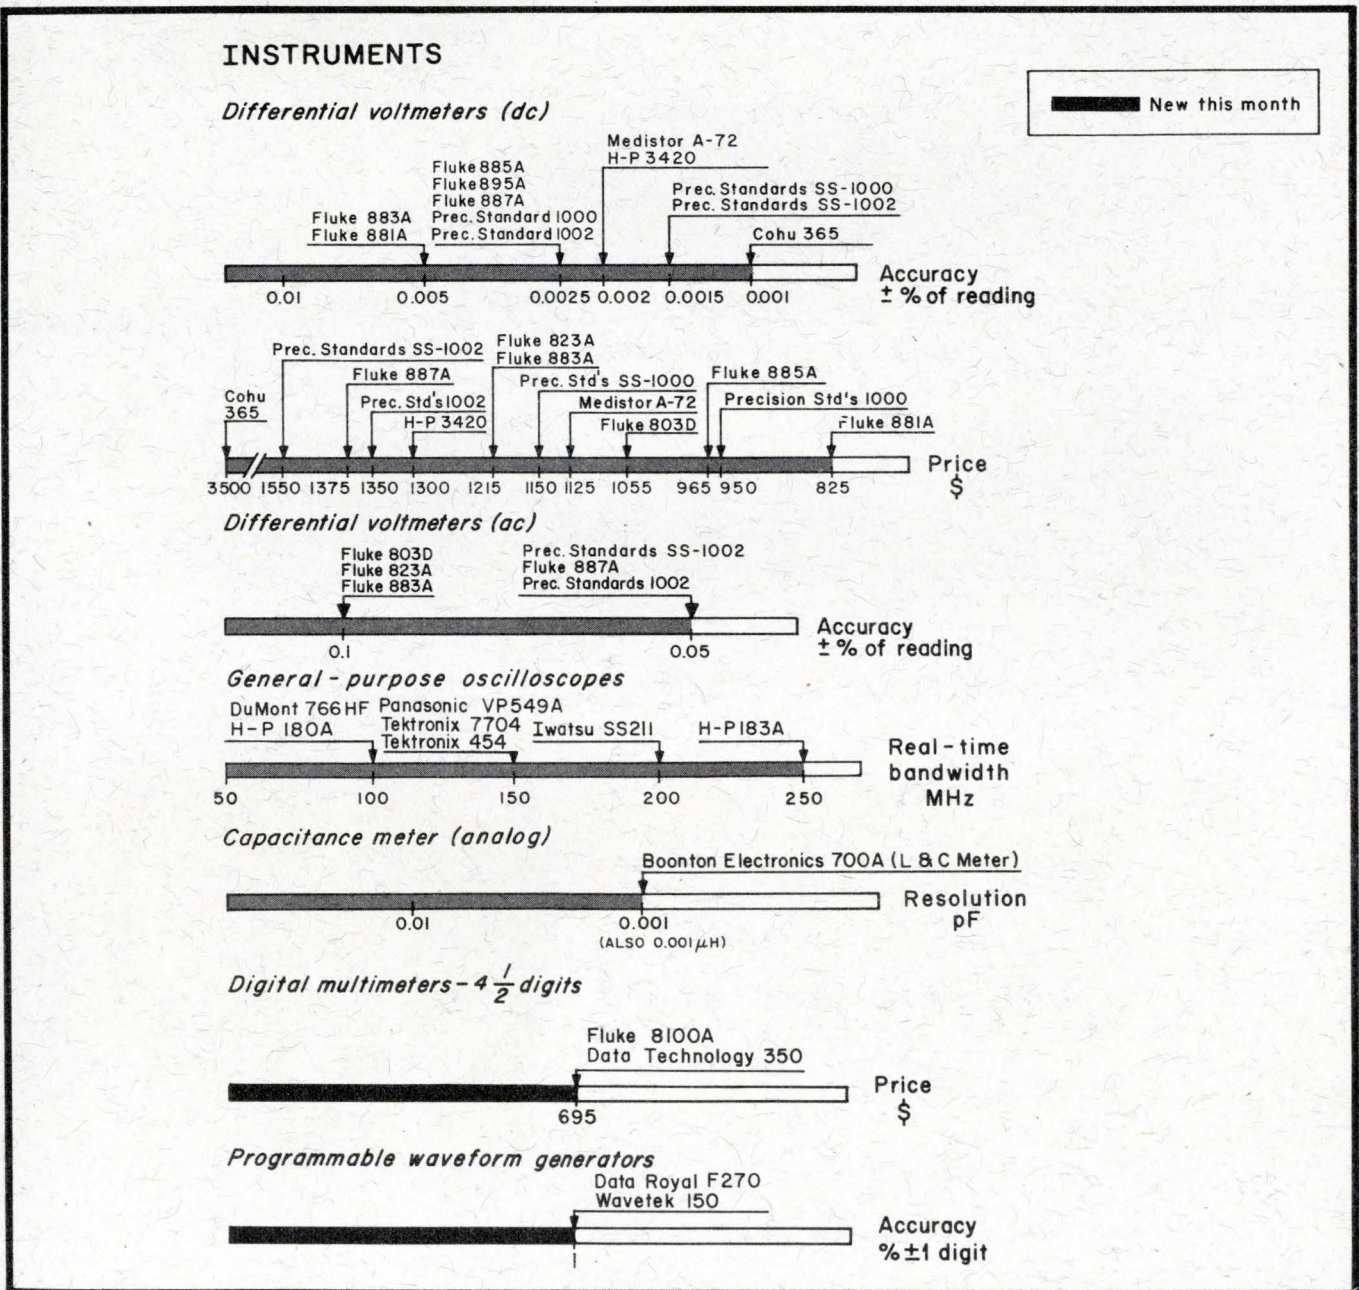 INSTRUMENTS
New this month
Differential voltmeters (dc)
Medistor A-72
H-P 3420
Fluke 885A
Fluke 895A
Fluke 887A
Prec. Standard 1000
Prec. Standard 1002
Prec. Standards SS-1000
Prec. Standards SS-1002
Fluke 883A
Fluke 881A
Cohu 365
0.01 0.005 0.0025 0.002 0.0015 0.001
Accuracy
± % of reading
Prec. Standards SS-1002
Fluke 823A
Fluke 883A
Fluke 887A
Prec. Std's SS-1000
Fluke 885A
Cohu
365
Prec. Std's 1002
Medistor A-72
Precision Std's 1000
H-P 3420
Fluke 803D
Fluke 881A
3500 1550 1375 1350 1300 1215 1150 1125 1055 965 950 825
Price
$
Differential voltmeters (ac)
Fluke 803D
Fluke 823A
Fluke 883A
Prec. Standards SS-1002
Fluke 887A
Prec. Standards 1002
0.1 0.05
Accuracy
± % of reading
General-purpose oscilloscopes
DuMont 766HF
H-P 180A
Panasonic VP549A
Tektronix 7704
Tektronix 454
Iwatsu SS211
H-P 183A
50 100 150 200 250
Real-time
bandwidth
MHz
Capacitance meter (analog)
Boonton Electronics 700A (L & C Meter)
0.01 0.001
(ALSO 0.001 μH)
Resolution
pF
Digital multimeters - 4 1/2 digits
Fluke 8100A
Data Technology 350
695
Price
$
Programmable waveform generators
Data Royal F270
Wavetek 150
1
Accuracy
% ±1 digit